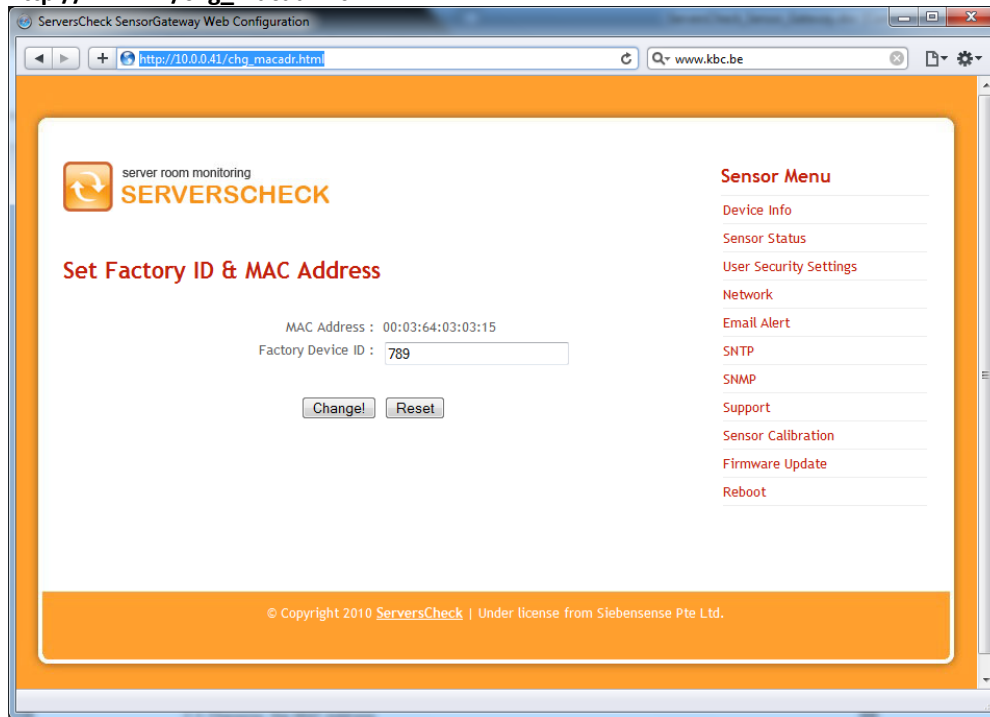 ServersCheck SensorGateway Web Configuration
http://10.0.0.41/chg_macadr.html
www.kbc.be
server room monitoring
SERVERSCHECK
Set Factory ID & MAC Address
MAC Address : 00:03:64:03:03:15
Factory Device ID : 789
Change! Reset
Sensor Menu
Device Info
Sensor Status
User Security Settings
Network
Email Alert
SNTP
SNMP
Support
Sensor Calibration
Firmware Update
Reboot
© Copyright 2010 ServersCheck | Under license from Siebensense Pte Ltd.